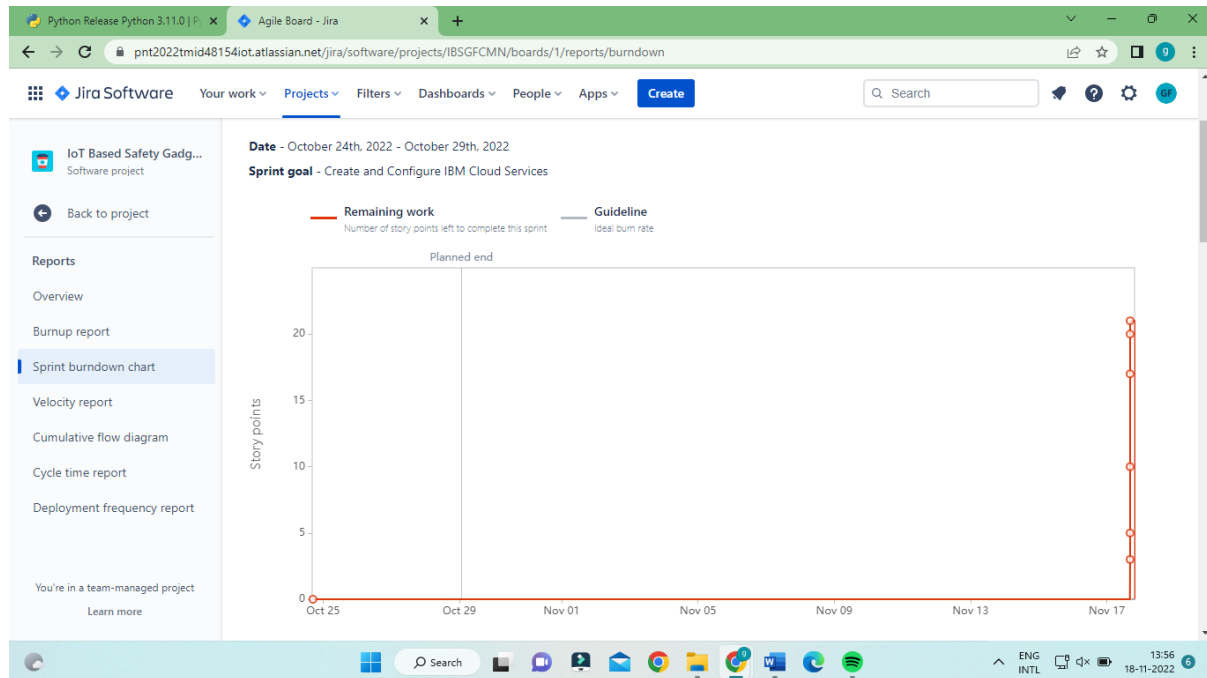 Python Release Python 3.11.0 | Py
Agile Board - Jira
pnt2022tmid48154iot.atlassian.net/jira/software/projects/IBSGFCMN/boards/1/reports/burndown
g
Jira Software Your work Projects Filters Dashboards People Apps Create Search GF
IoT Based Safety Gadg...
Software project
Back to project
Reports
Overview
Burnup report
Sprint burndown chart
Velocity report
Cumulative flow diagram
Cycle time report
Deployment frequency report
You're in a team-managed project
Learn more
Date - October 24th, 2022 - October 29th, 2022
Sprint goal - Create and Configure IBM Cloud Services
Remaining work
Number of story points left to complete this sprint
Guideline
Ideal burn rate
Planned end
Story points
20
15
10
5
0
Oct 25 Oct 29 Nov 01 Nov 05 Nov 09 Nov 13 Nov 17
Search
9
W
ENG
INTL
13:56
18-11-2022
6